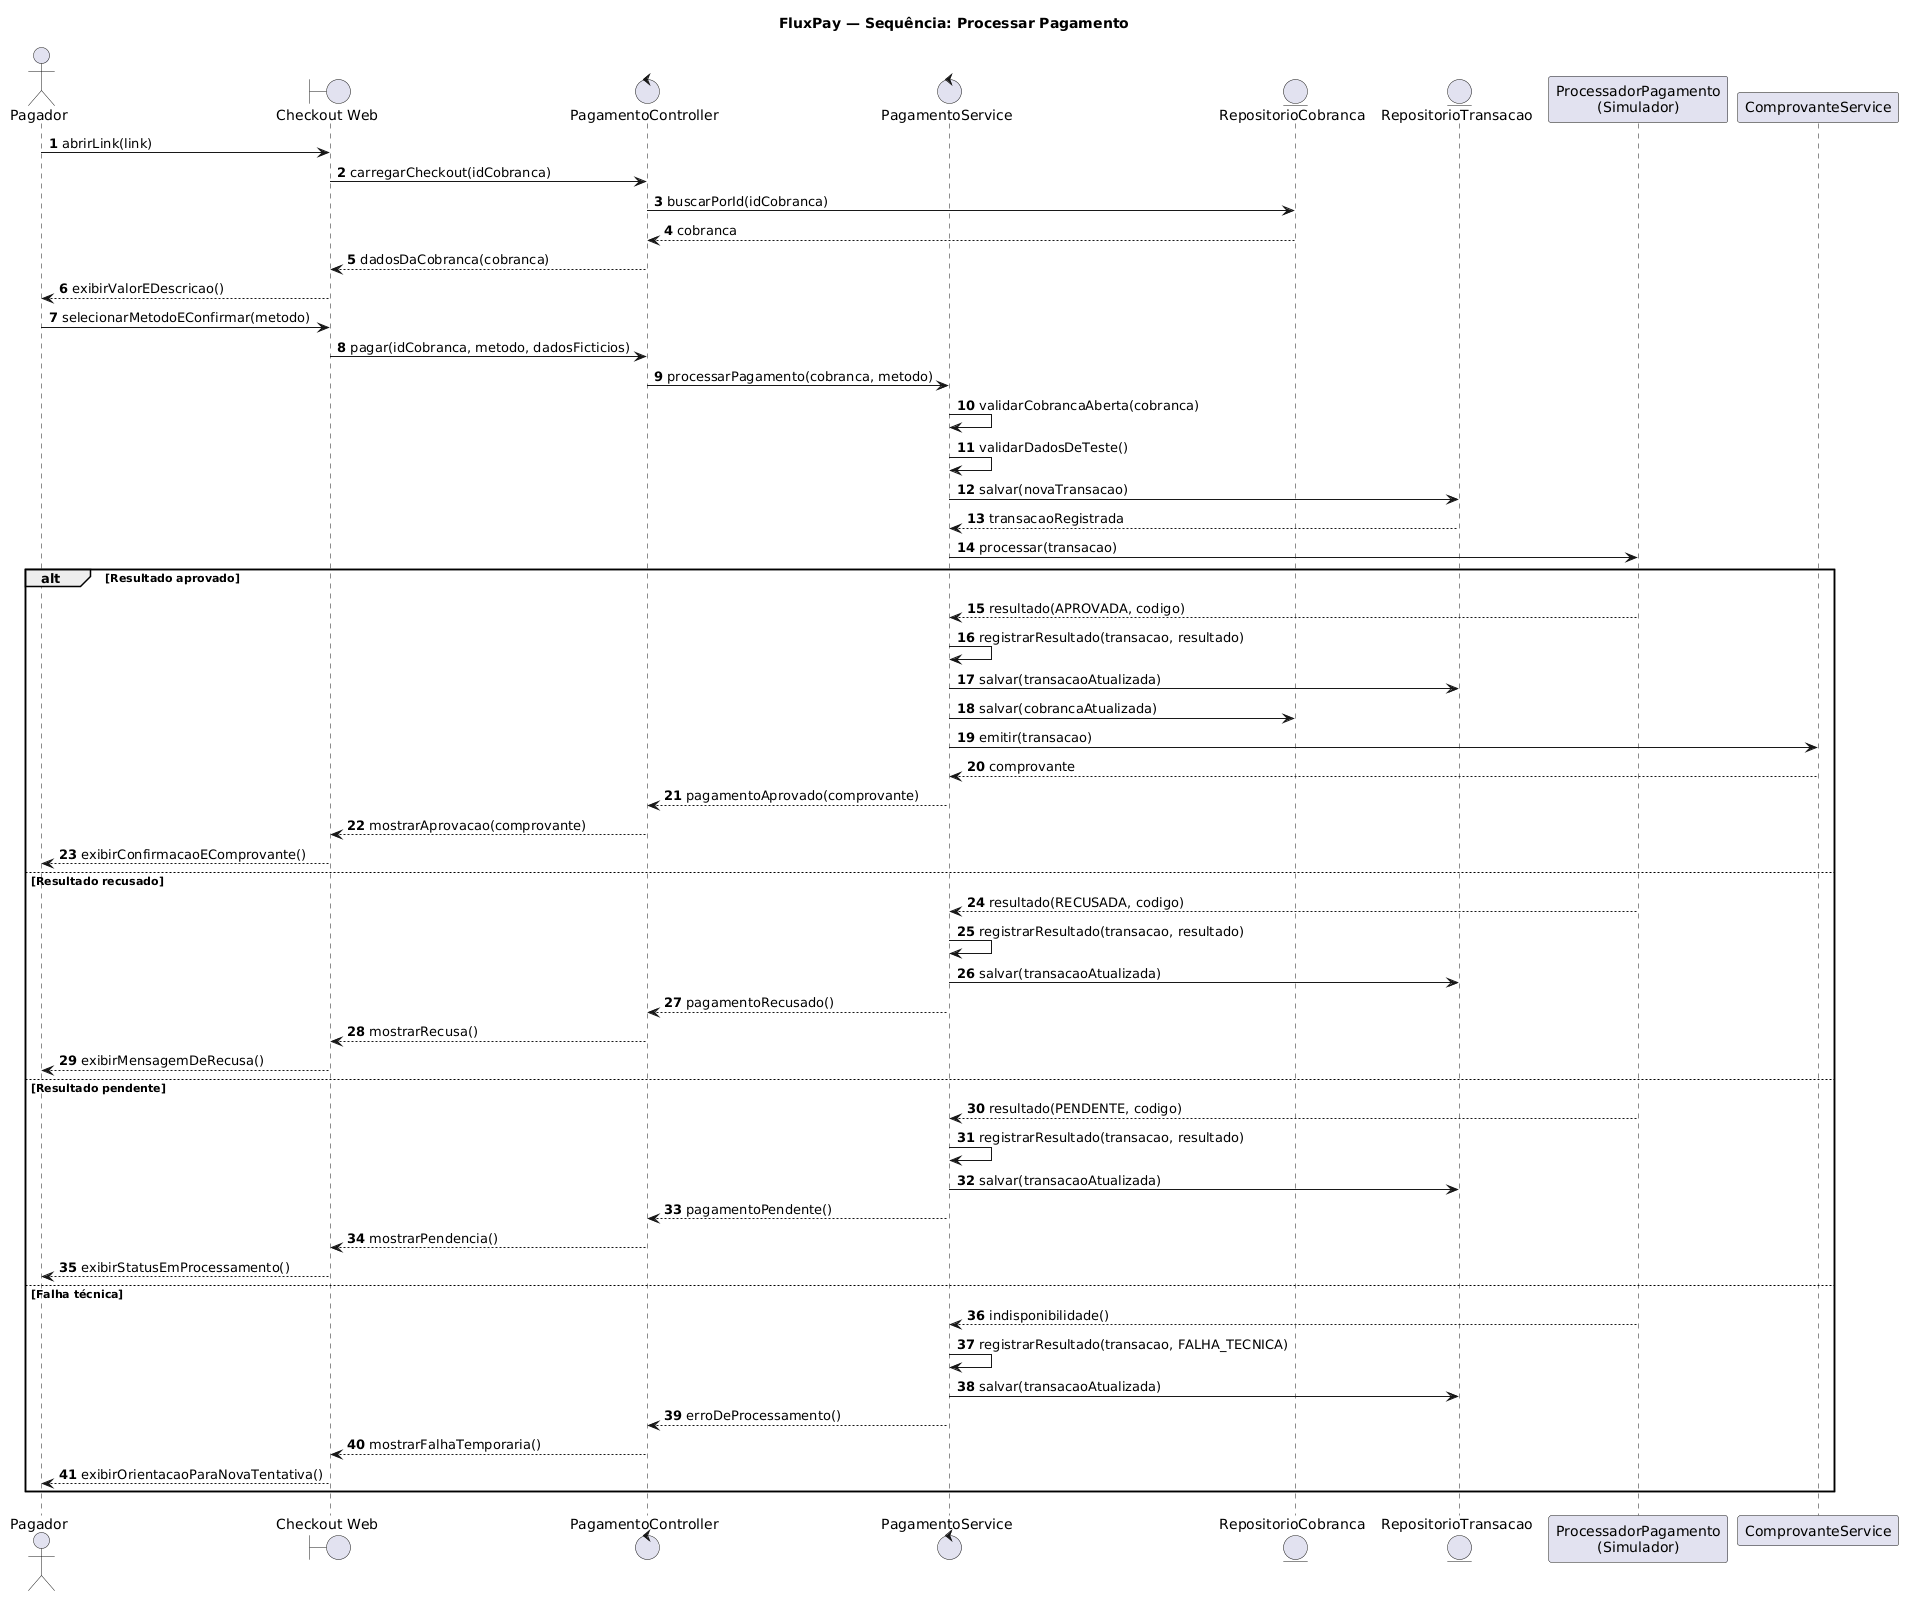 FluxPay — Sequência: Processar Pagamento
Pagador
Checkout Web
PagamentoController
PagamentoService
RepositorioCobranca
RepositorioTransacao
ProcessadorPagamento
(Simulador)
ComprovanteService
1 abrirLink(link)
2 carregarCheckout(idCobranca)
3 buscarPorId(idCobranca)
4 cobranca
5 dadosDaCobranca(cobranca)
6 exibirValorEDescricao()
7 selecionarMetodoEConfirmar(metodo)
8 pagar(idCobranca, metodo, dadosFicticios)
9 processarPagamento(cobranca, metodo)
10 validarCobrancaAberta(cobranca)
11 validarDadosDeTeste()
12 salvar(novaTransacao)
13 transacaoRegistrada
14 processar(transacao)
alt [Resultado aprovado]
15 resultado(APROVADA, codigo)
16 registrarResultado(transacao, resultado)
17 salvar(transacaoAtualizada)
18 salvar(cobrancaAtualizada)
19 emitir(transacao)
20 comprovante
21 pagamentoAprovado(comprovante)
22 mostrarAprovacao(comprovante)
23 exibirConfirmacaoEComprovante()
[Resultado recusado]
24 resultado(RECUSADA, codigo)
25 registrarResultado(transacao, resultado)
26 salvar(transacaoAtualizada)
27 pagamentoRecusado()
28 mostrarRecusa()
29 exibirMensagemDeRecusa()
[Resultado pendente]
30 resultado(PENDENTE, codigo)
31 registrarResultado(transacao, resultado)
32 salvar(transacaoAtualizada)
33 pagamentoPendente()
34 mostrarPendencia()
35 exibirStatusEmProcessamento()
[Falha técnica]
36 indisponibilidade()
37 registrarResultado(transacao, FALHA_TECNICA)
38 salvar(transacaoAtualizada)
39 erroDeProcessamento()
40 mostrarFalhaTemporaria()
41 exibirOrientacaoParaNovaTentativa()
Pagador
Checkout Web
PagamentoController
PagamentoService
RepositorioCobranca
RepositorioTransacao
ProcessadorPagamento
(Simulador)
ComprovanteService